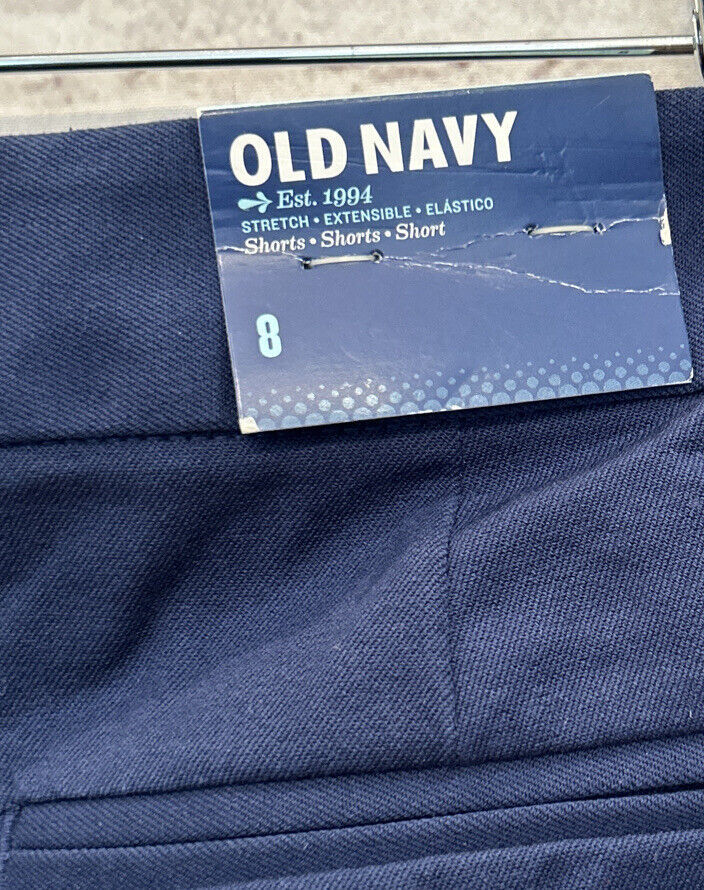 OLD NAVY
Est. 1994
STRETCH • EXTENSIBLE • ELÁSTICO
Shorts • Shorts • Short
8